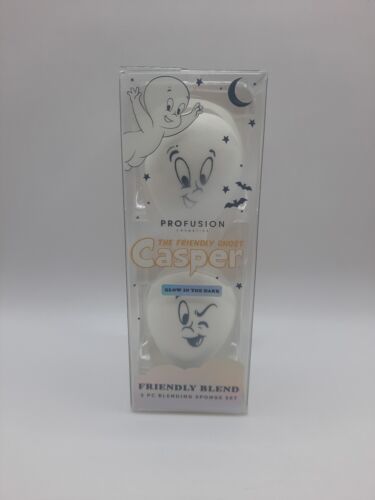 PROFUSION
COSMETICS
THE FRIENDLY GHOST
Casper
GLOW IN THE DARK
FRIENDLY BLEND
2 PC BLENDING SPONGE SET